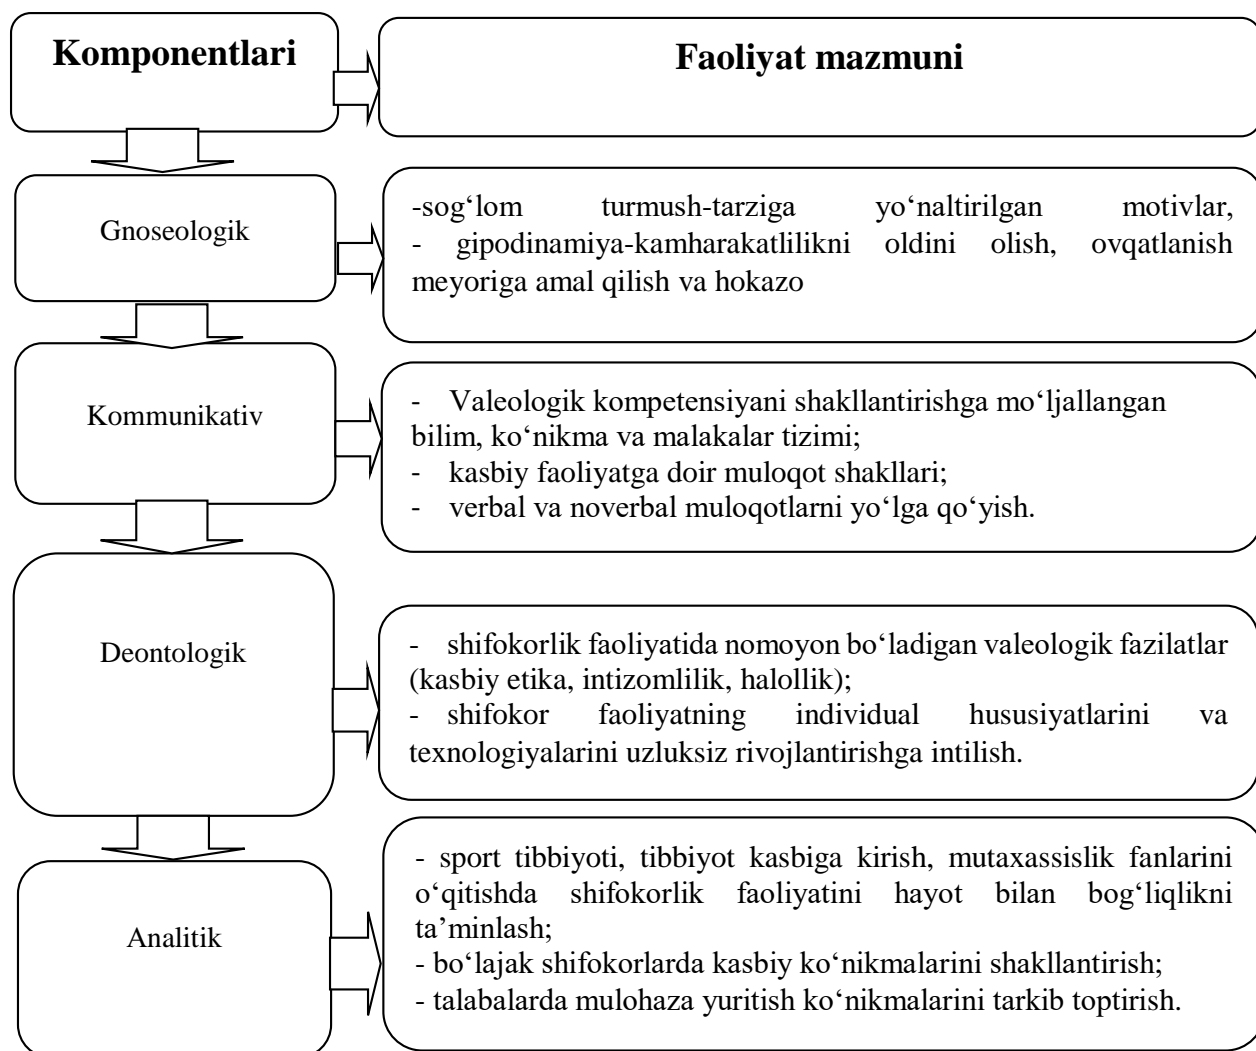 Komponentlari
Faoliyat mazmuni
Gnoseologik
-sog‘lom turmush-tarziga yo‘naltirilgan motivlar,
- gipodinamiya-kamharakatlilikni oldini olish, ovqatlanish
meyoriga amal qilish va hokazo
Kommunikativ
- Valeologik kompetensiyani shakllantirishga mo‘ljallangan
bilim, ko‘nikma va malakalar tizimi;
- kasbiy faoliyatga doir muloqot shakllari;
- verbal va noverbal muloqotlarni yo‘lga qo‘yish.
Deontologik
- shifokorlik faoliyatida nomoyon bo‘ladigan valeologik fazilatlar
(kasbiy etika, intizomlilik, halollik);
- shifokor faoliyatning individual hususiyatlarini va
texnologiyalarini uzluksiz rivojlantirishga intilish.
Analitik
- sport tibbiyoti, tibbiyot kasbiga kirish, mutaxassislik fanlarini
o‘qitishda shifokorlik faoliyatini hayot bilan bog‘liqlikni
ta’minlash;
- bo‘lajak shifokorlarda kasbiy ko‘nikmalarini shakllantirish;
- talabalarda mulohaza yuritish ko‘nikmalarini tarkib toptirish.